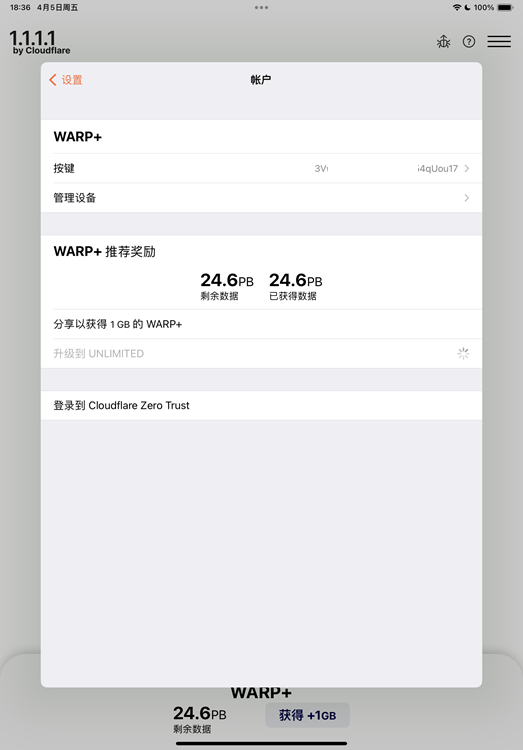 18:36 4月5日周五
100%
1.1.1.1
by Cloudflare
设置
帐户
WARP+
按键 3V 4qUou17
管理设备
WARP+ 推荐奖励
24.6PB 24.6PB
剩余数据 已获得数据
分享以获得 1 GB 的 WARP+
升级到 UNLIMITED
登录到 Cloudflare Zero Trust
WARP+
24.6PB
剩余数据
获得 +1GB